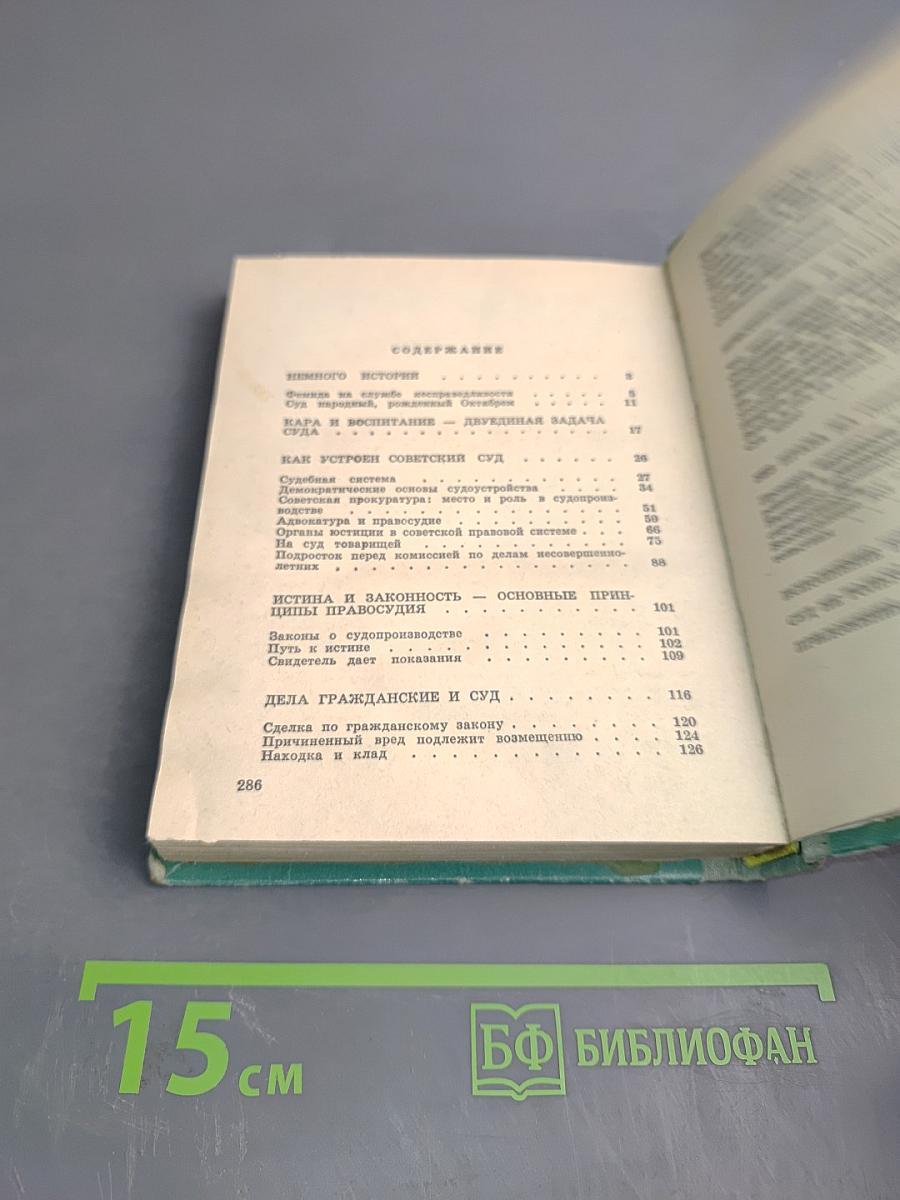 СОДЕРЖАНИЕ
НЕМНОГО ИСТОРИИ . . . . . . . . . . 3
Фемида на службе несправедливости . . . . . 5
Суд народный, рожденный Октябрем . . . . . 11
КАРА И ВОСПИТАНИЕ — ДВУЕДИНАЯ ЗАДАЧА
СУДА . . . . . . . . . . . . . . . 17
КАК УСТРОЕН СОВЕТСКИЙ СУД . . . . . . 26
Судебная система . . . . . . . . . . 27
Демократические основы судоустройства . . . . 34
Советская прокуратура: место и роль в судопроиз-
водстве . . . . . . . . . . . . . . 51
Адвокатура и правосудие . . . . . . . . . 59
Органы юстиции в советской правовой системе . . . 66
На суд товарищей . . . . . . . . . . 75
Подросток перед комиссией по делам несовершенно-
летних . . . . . . . . . . . . . . . 88
ИСТИНА И ЗАКОННОСТЬ — ОСНОВНЫЕ ПРИН-
ЦИПЫ ПРАВОСУДИЯ . . . . . . . . . . 101
Законы о судопроизводстве . . . . . . . . 101
Путь к истине . . . . . . . . . . . . 102
Свидетель дает показания . . . . . . . . 109
ДЕЛА ГРАЖДАНСКИЕ И СУД . . . . . . . . 116
Сделка по гражданскому закону . . . . . . . . 120
Причиненный вред подлежит возмещению . . . . 124
Находка и клад . . . . . . . . . . . . 126
286
15 см
БФ БИБЛИОФАН